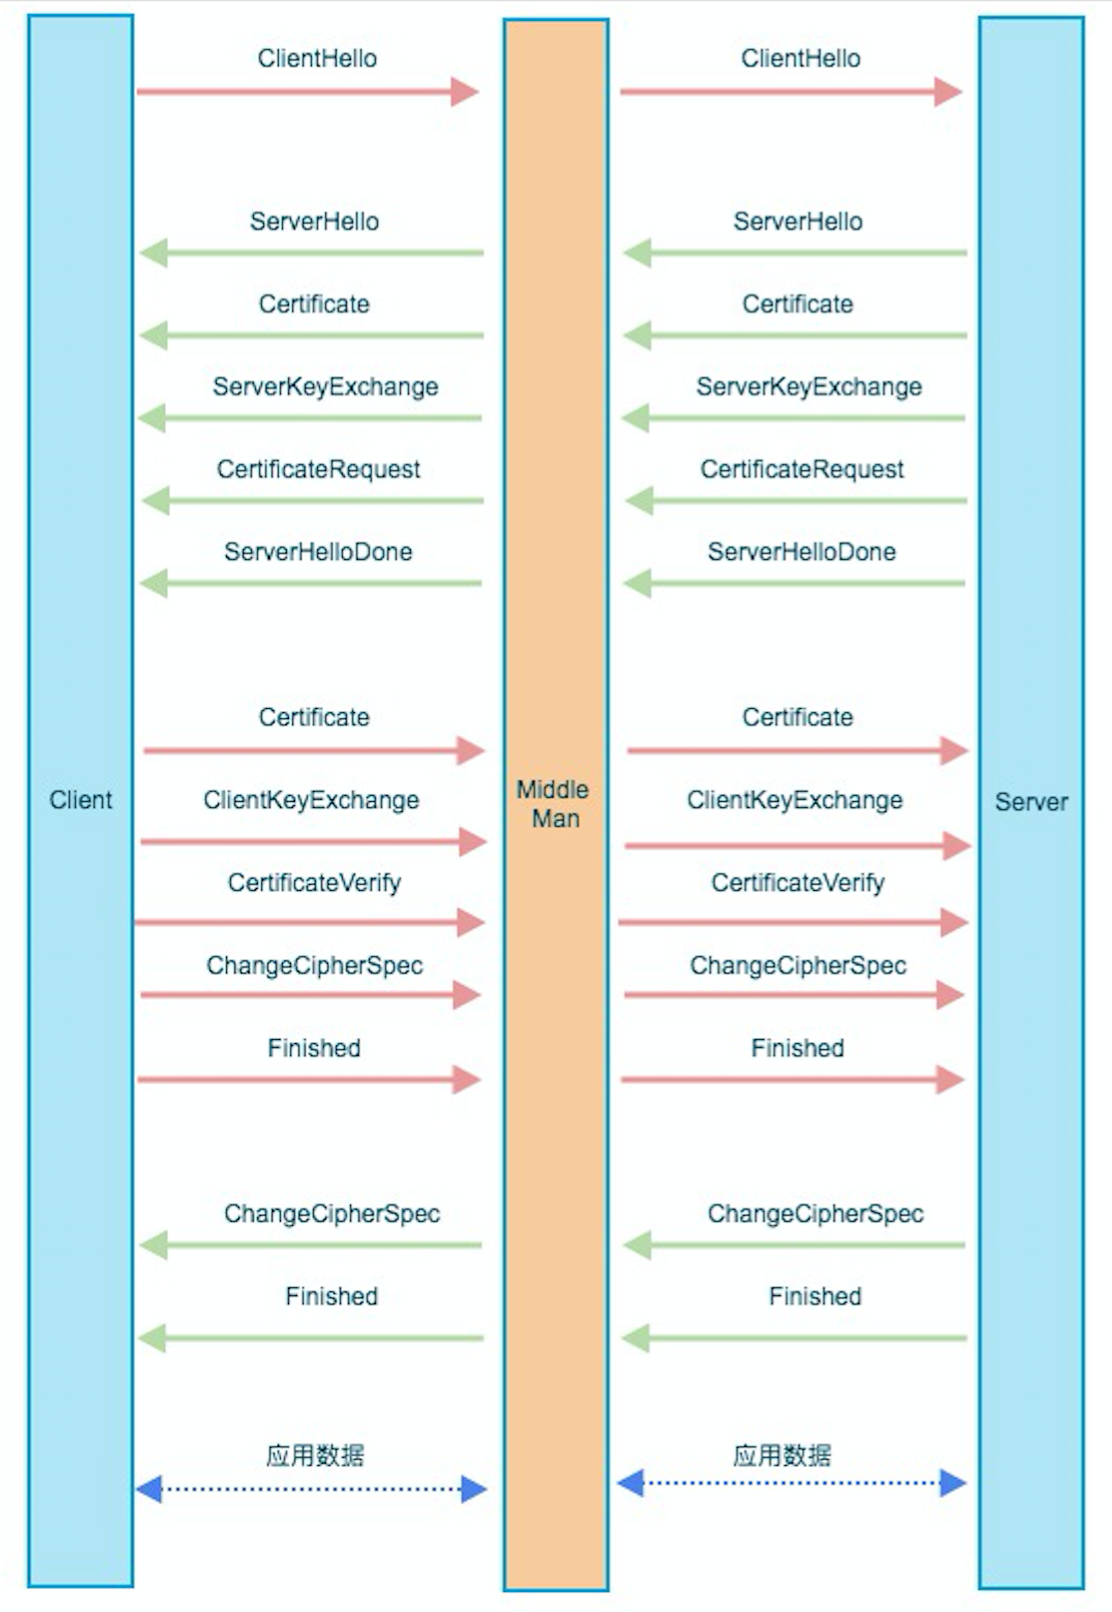 ClientHello
ClientHello
ServerHello
ServerHello
Certificate
Certificate
ServerKeyExchange
ServerKeyExchange
CertificateRequest
CertificateRequest
ServerHelloDone
ServerHelloDone
Certificate
Certificate
Client
ClientKeyExchange
Middle
Man
ClientKeyExchange
Server
CertificateVerify
CertificateVerify
ChangeCipherSpec
ChangeCipherSpec
Finished
Finished
ChangeCipherSpec
ChangeCipherSpec
Finished
Finished
应用数据
应用数据